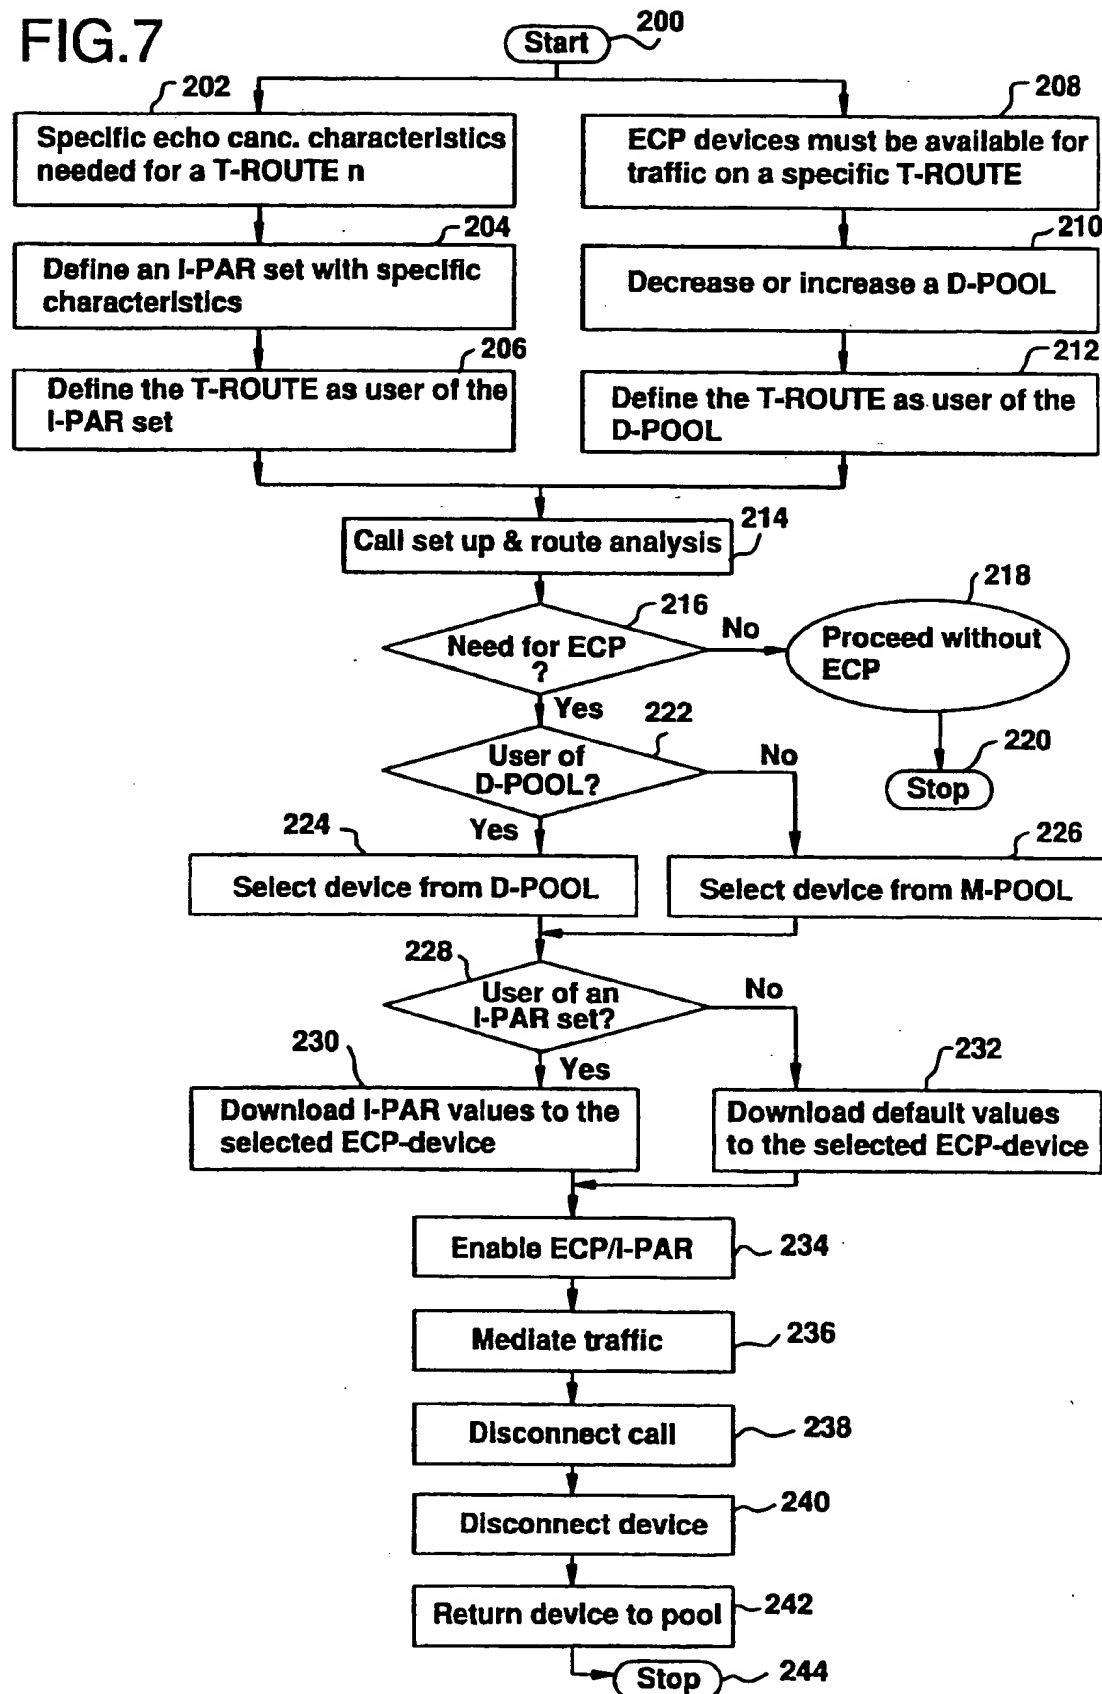 FIG.7
Start
200
202
Specific echo canc. characteristics
needed for a T-ROUTE n
208
ECP devices must be available for
traffic on a specific T-ROUTE
204
Define an I-PAR set with specific
characteristics
210
Decrease or increase a D-POOL
206
Define the T-ROUTE as user of the
I-PAR set
212
Define the T-ROUTE as user of the
D-POOL
214
Call set up & route analysis
216
Need for ECP
?
No
218
Proceed without
ECP
Yes
220
Stop
222
User of
D-POOL?
No
Yes
224
Select device from D-POOL
226
Select device from M-POOL
228
User of an
I-PAR set?
No
Yes
230
Download I-PAR values to the
selected ECP-device
232
Download default values
to the selected ECP-device
Enable ECP/I-PAR
234
Mediate traffic
236
Disconnect call
238
Disconnect device
240
Return device to pool
242
Stop
244